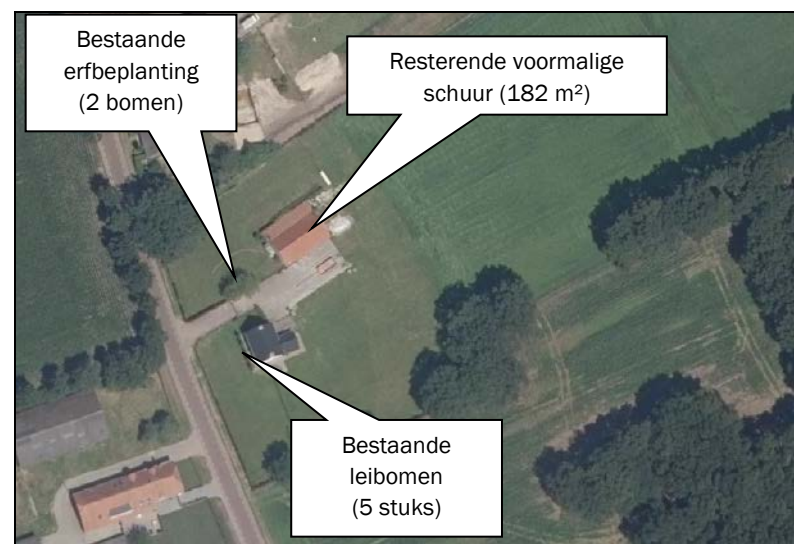 Bestaande
erfbeplanting
(2 bomen)
Resterende voormalige
schuur (182 m²)
Bestaande
leibomen
(5 stuks)